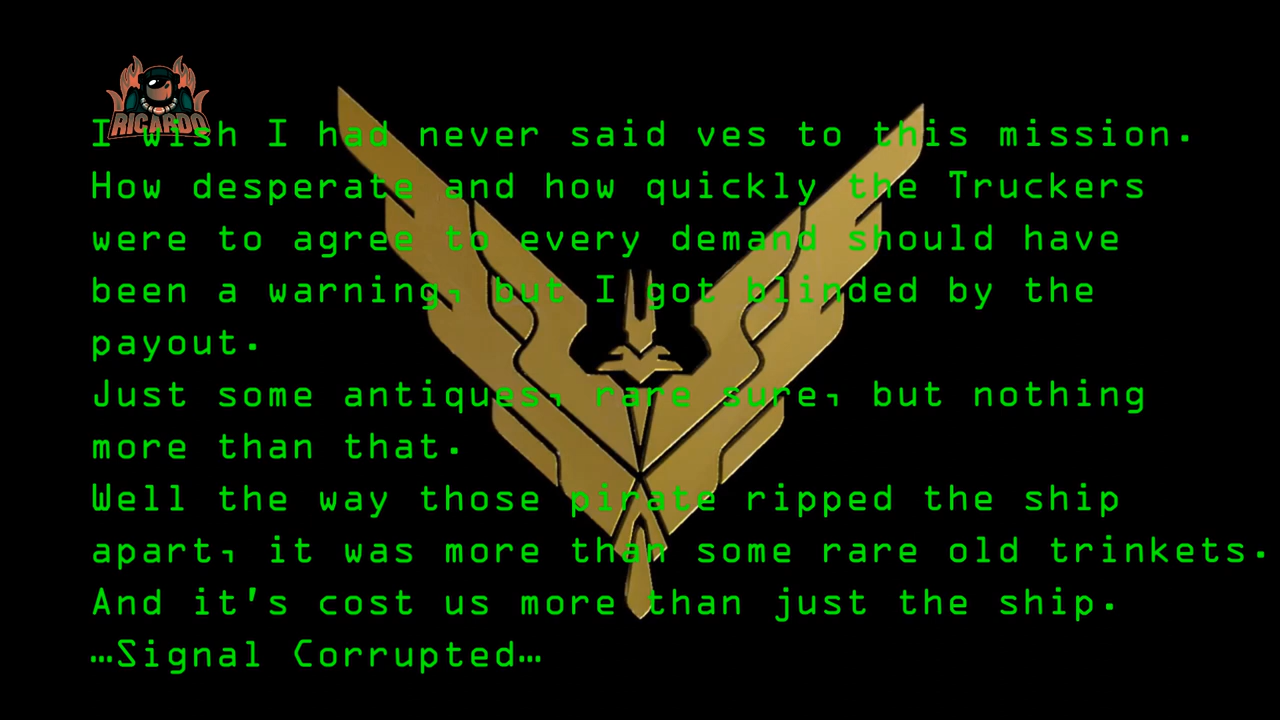 RICARDO
I wish I had never said ves to this mission.
How desperate and how quickly the Truckers
were to agree to every demand should have
been a warning, but I got blinded by the
payout.
Just some antiques, rare sure, but nothing
more than that.
Well the way those pirate ripped the ship
apart, it was more than some rare old trinkets.
And it's cost us more than just the ship.
…Signal Corrupted…